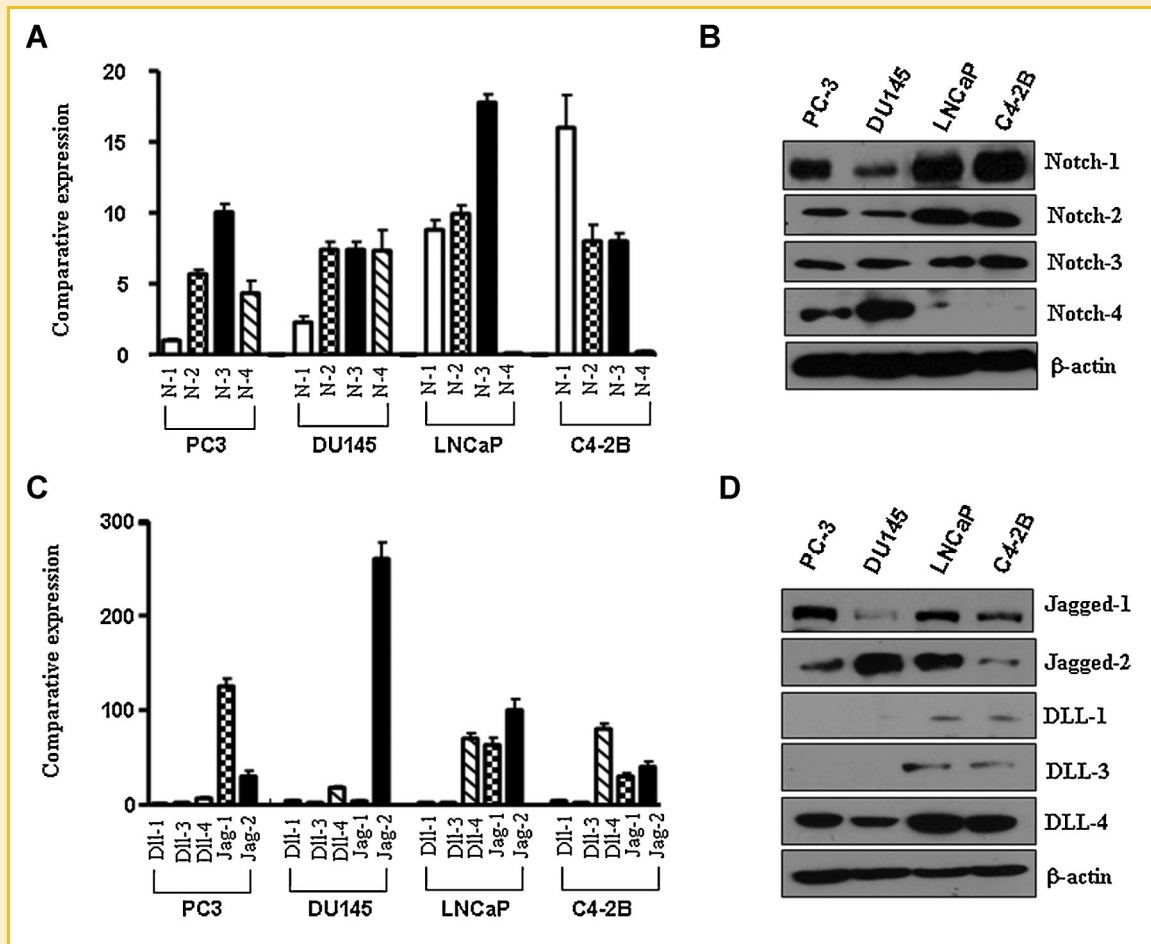 A
Comparative expression
20
15
10
5
0
N-1 N-2 N-3 N-4 N-1 N-2 N-3 N-4 N-1 N-2 N-3 N-4 N-1 N-2 N-3 N-4
PC3 DU145 LNCaP C4-2B
B
PC-3 DU145 LNCaP C4-2B
Notch-1
Notch-2
Notch-3
Notch-4
β-actin
C
Comparative expression
300
200
100
0
Dll-1 Dll-3 Dll-4 Jag-1 Jag-2 Dll-1 Dll-3 Dll-4 Jag-1 Jag-2 Dll-1 Dll-3 Dll-4 Jag-1 Jag-2 Dll-1 Dll-3 Dll-4 Jag-1 Jag-2
PC3 DU145 LNCaP C4-2B
D
PC-3 DU145 LNCaP C4-2B
Jagged-1
Jagged-2
DLL-1
DLL-3
DLL-4
β-actin